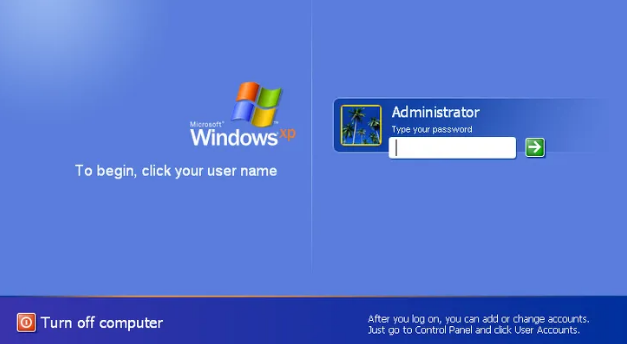 Microsoft®
Windows xp
To begin, click your user name
Administrator
Type your password
Turn off computer
After you log on, you can add or change accounts.
Just go to Control Panel and click User Accounts.